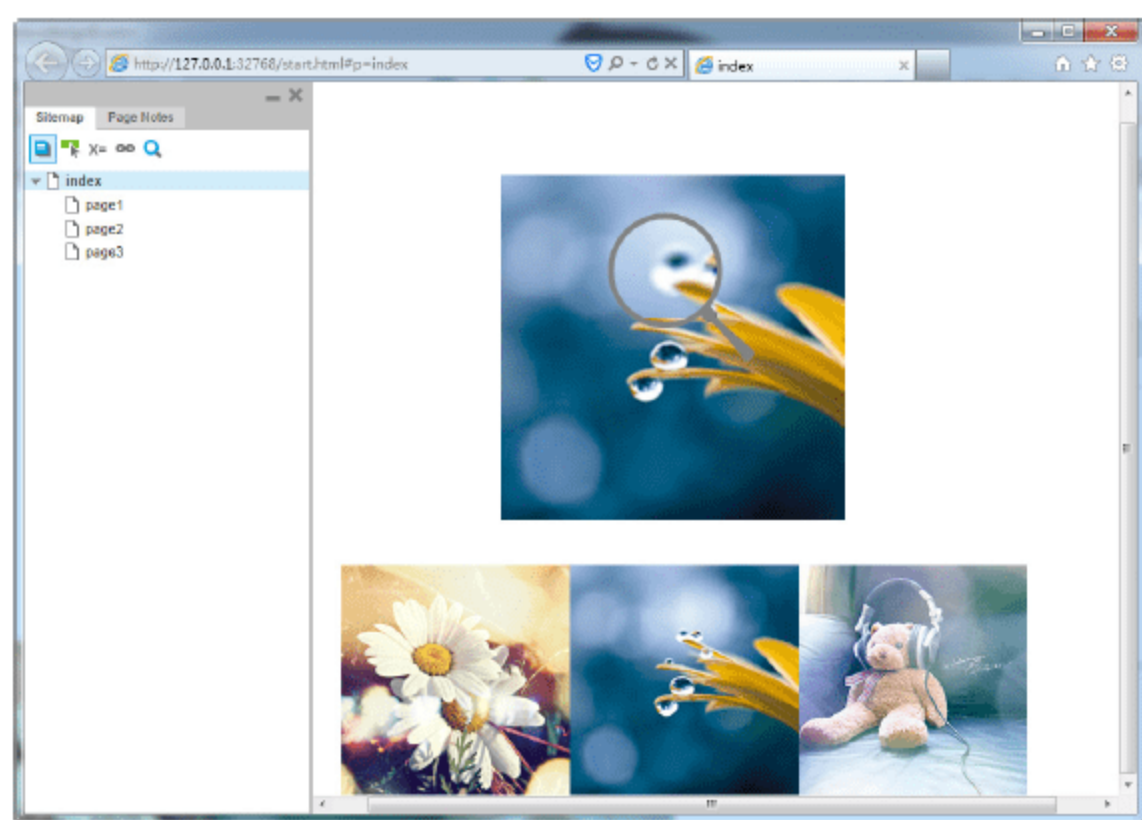 http://127.0.0.1:32768/start.html#p=index
index
Sitemap
Page Notes
X=
index
page1
page2
page3